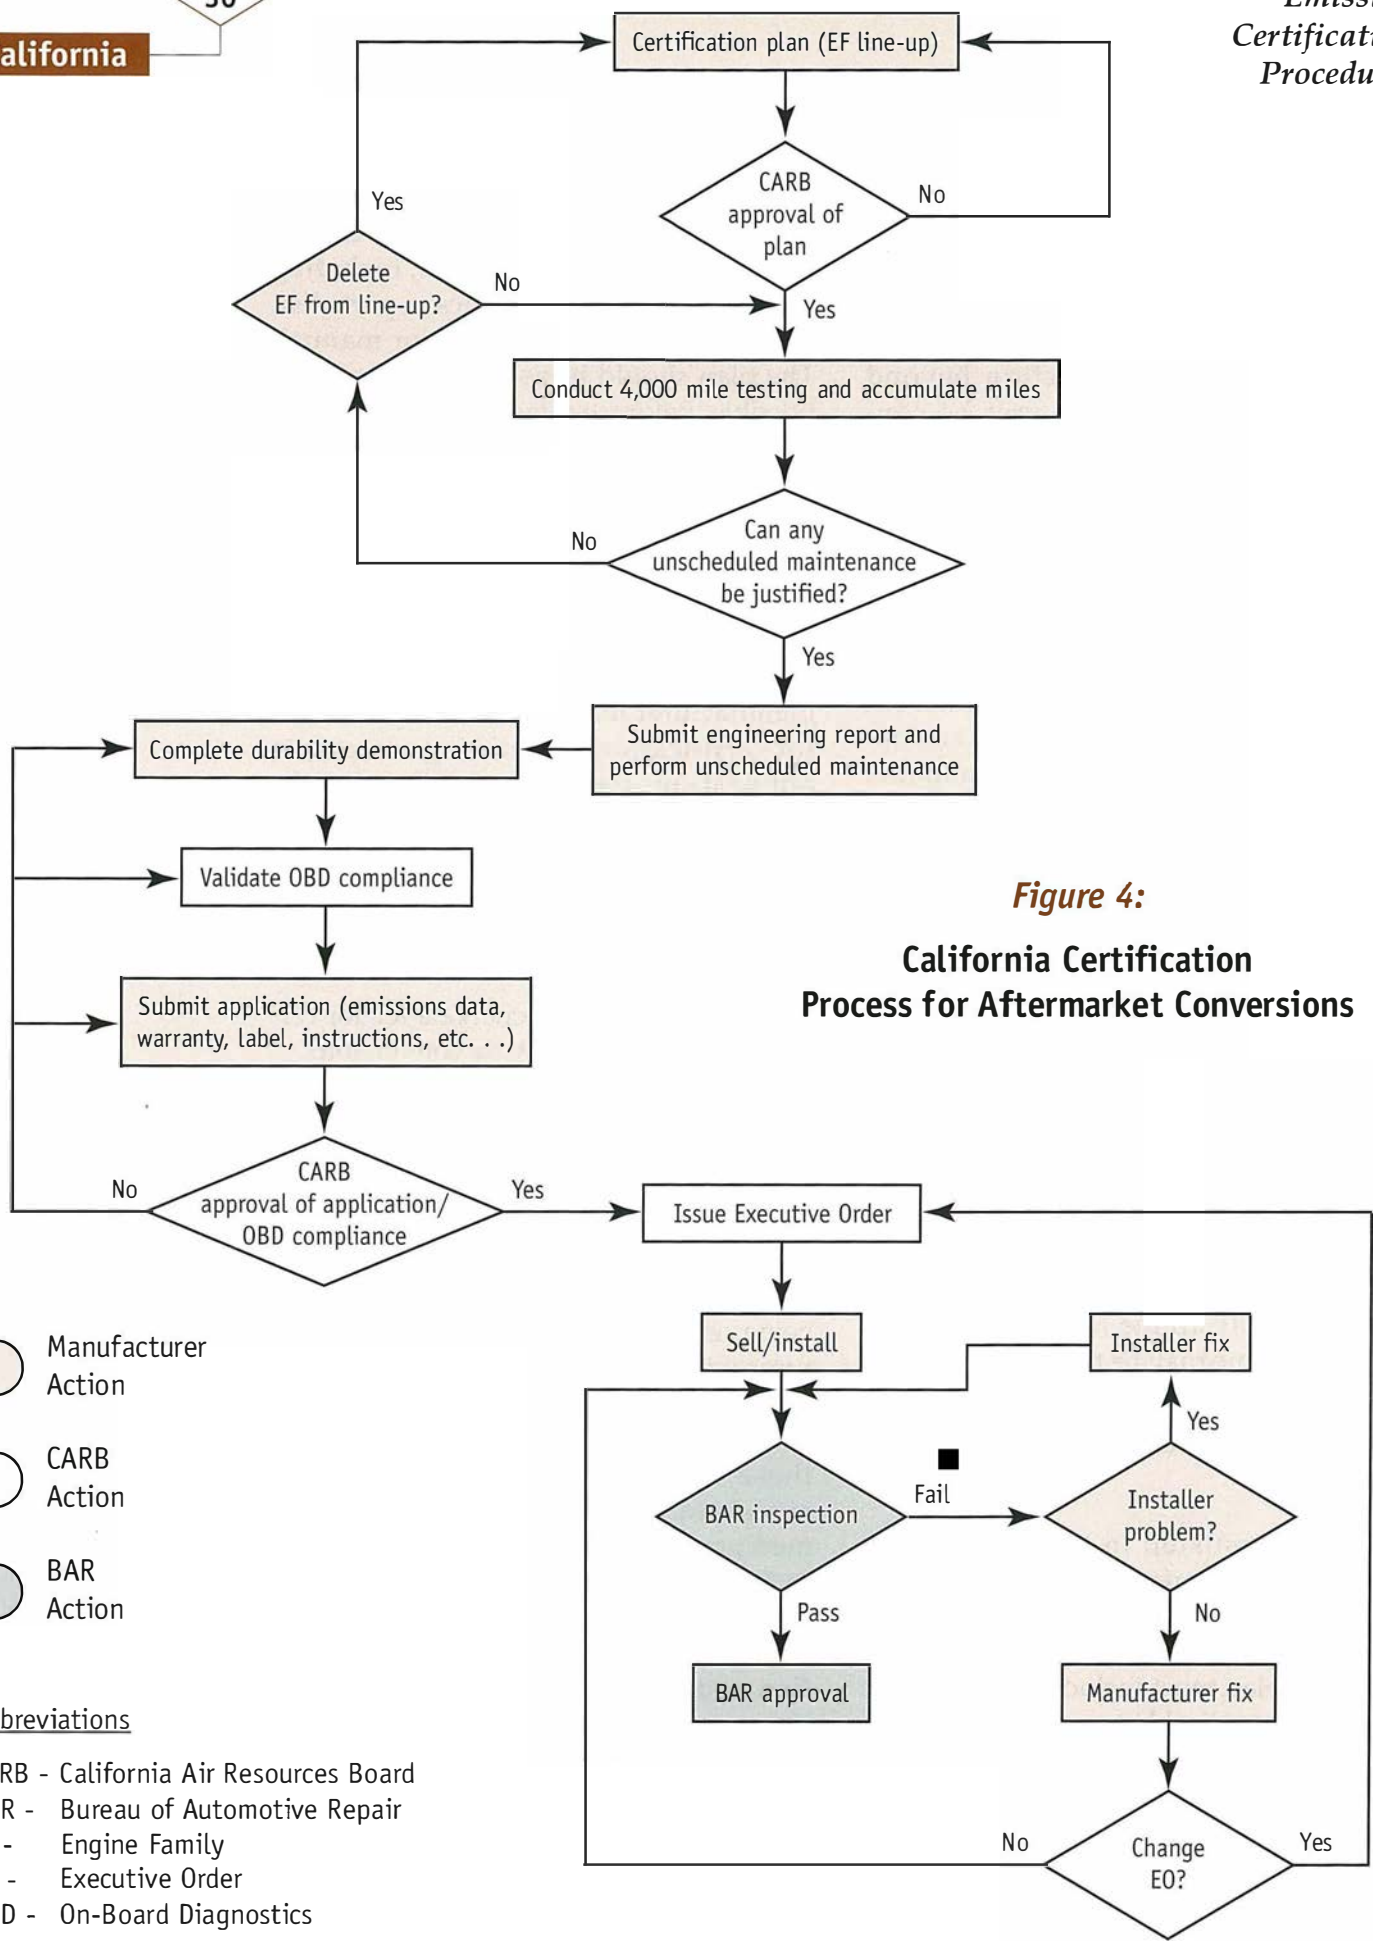 30
alifornia
Certification plan (EF line-up)
Emissi
Certificati
Procedu
CARB
approval of
plan
No
Yes
Delete
EF from line-up?
No
Yes
Conduct 4,000 mile testing and accumulate miles
Can any
unscheduled maintenance
be justified?
No
Yes
Submit engineering report and
perform unscheduled maintenance
Complete durability demonstration
Validate OBD compliance
Figure 4:
California Certification
Process for Aftermarket Conversions
Submit application (emissions data,
warranty, label, instructions, etc. . .)
CARB
approval of application/
OBD compliance
No
Yes
Issue Executive Order
Sell/install
Installer fix
Yes
BAR inspection
Fail
Installer
problem?
Pass
No
BAR approval
Manufacturer fix
Change
EO?
No
Yes
Manufacturer
Action
CARB
Action
BAR
Action
breviations
RB - California Air Resources Board
R - Bureau of Automotive Repair
- Engine Family
- Executive Order
D - On-Board Diagnostics